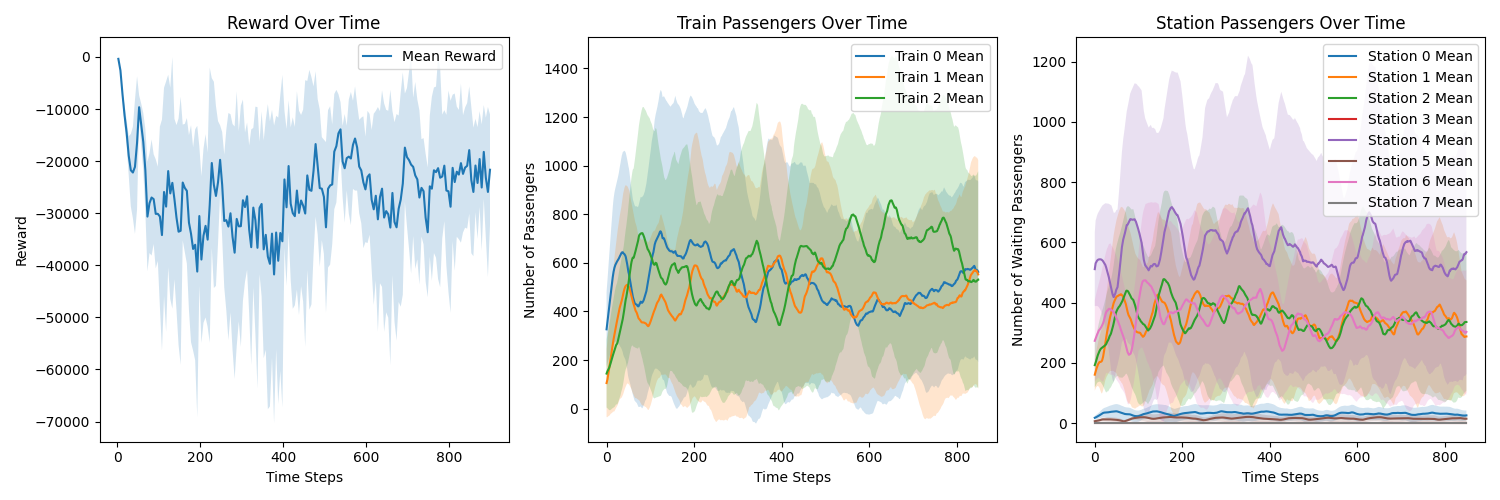 Reward Over Time
Mean Reward
0
−10000
−20000
−30000
−40000
−50000
−60000
−70000
Reward
0
200
400
600
800
Time Steps
Train Passengers Over Time
Train 0 Mean
Train 1 Mean
Train 2 Mean
1400
1200
1000
800
600
400
200
0
Number of Passengers
0
200
400
600
800
Time Steps
Station Passengers Over Time
Station 0 Mean
Station 1 Mean
Station 2 Mean
Station 3 Mean
Station 4 Mean
Station 5 Mean
Station 6 Mean
Station 7 Mean
1200
1000
800
600
400
200
0
Number of Waiting Passengers
0
200
400
600
800
Time Steps